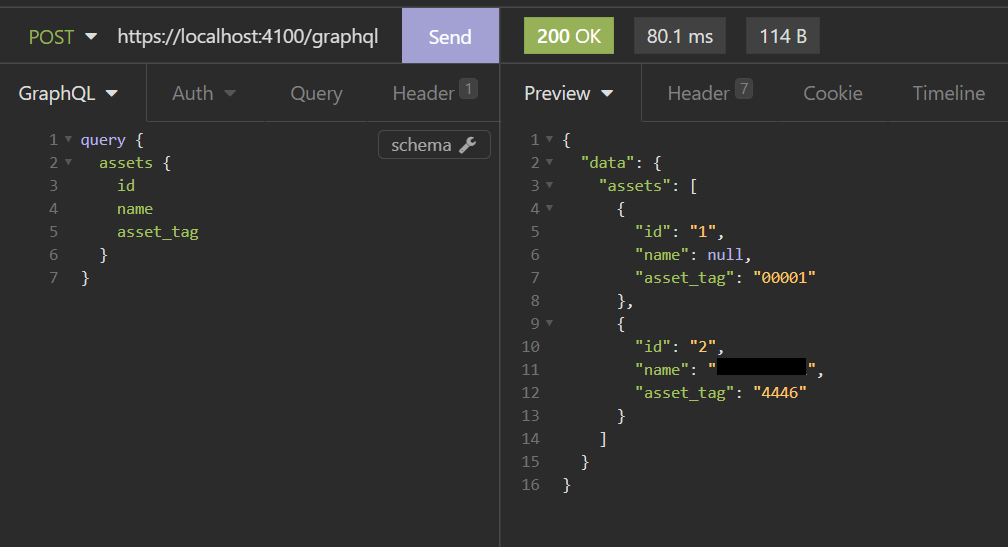 POST https://localhost:4100/graphql Send 200 OK 80.1 ms 114 B
GraphQL Auth Query Header 1 Preview Header 7 Cookie Timeline
schema
1 query {
2 assets {
3 id
4 name
5 asset_tag
6 }
7 }
1 {
2 "data": {
3 "assets": [
4 {
5 "id": "1",
6 "name": null,
7 "asset_tag": "00001"
8 },
9 {
10 "id": "2",
11 "name": "",
12 "asset_tag": "4446"
13 }
14 ]
15 }
16 }